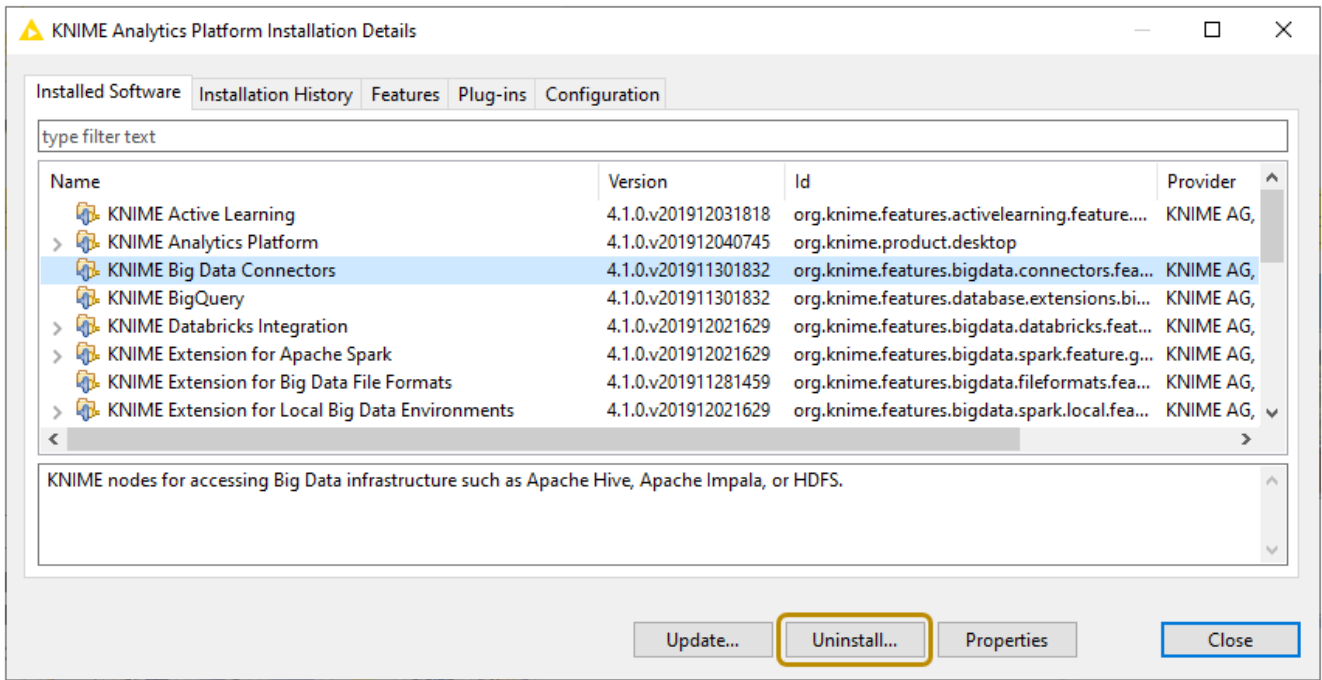 KNIME Analytics Platform Installation Details
Installed Software Installation History Features Plug-ins Configuration
type filter text
Name Version Id Provider
KNIME Active Learning 4.1.0.v201912031818 org.knime.features.activelearning.feature.... KNIME AG,
KNIME Analytics Platform 4.1.0.v201912040745 org.knime.product.desktop
KNIME Big Data Connectors 4.1.0.v201911301832 org.knime.features.bigdata.connectors.fea... KNIME AG,
KNIME BigQuery 4.1.0.v201911301832 org.knime.features.database.extensions.bi... KNIME AG,
KNIME Databricks Integration 4.1.0.v201912021629 org.knime.features.bigdata.databricks.feat... KNIME AG,
KNIME Extension for Apache Spark 4.1.0.v201912021629 org.knime.features.bigdata.spark.feature.g... KNIME AG,
KNIME Extension for Big Data File Formats 4.1.0.v201911281459 org.knime.features.bigdata.fileformats.fea... KNIME AG,
KNIME Extension for Local Big Data Environments 4.1.0.v201912021629 org.knime.features.bigdata.spark.local.fea... KNIME AG,
KNIME nodes for accessing Big Data infrastructure such as Apache Hive, Apache Impala, or HDFS.
Update... Uninstall... Properties Close